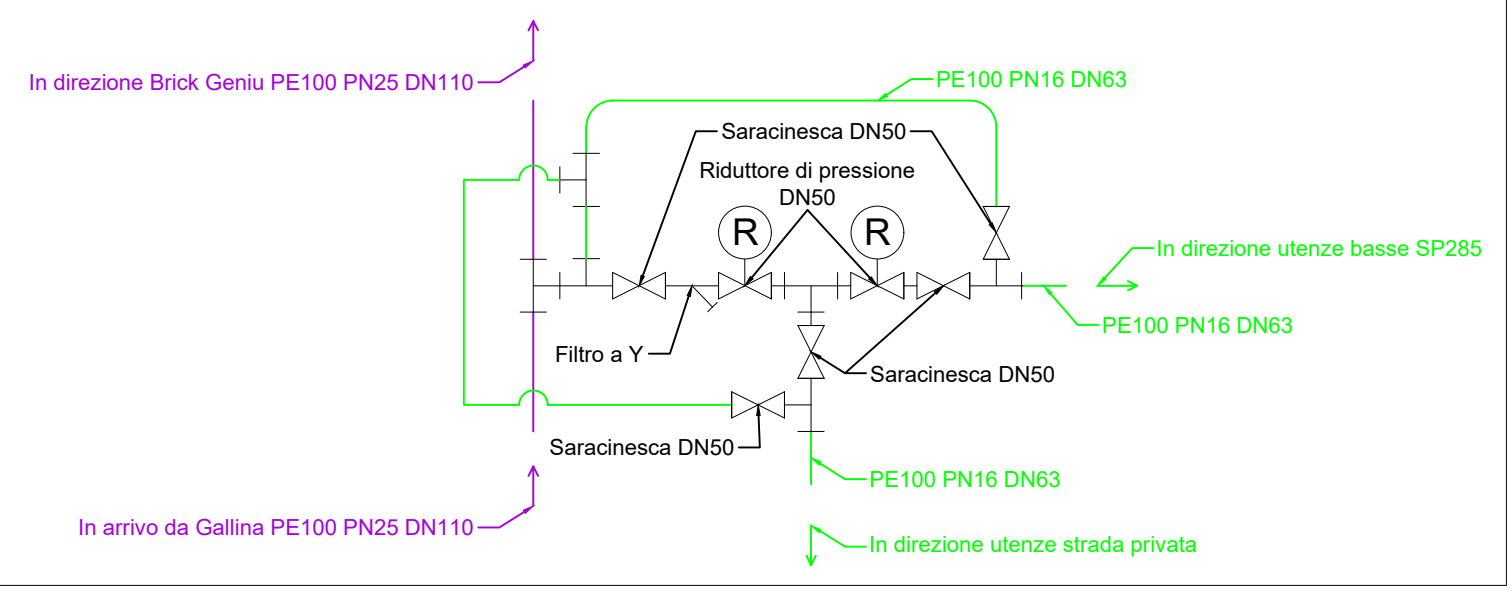 In direzione Brick Geniu PE100 PN25 DN110
PE100 PN16 DN63
Saracinesca DN50
Riduttore di pressione
DN50
R
R
In direzione utenze basse SP285
PE100 PN16 DN63
Filtro a Y
Saracinesca DN50
Saracinesca DN50
PE100 PN16 DN63
In arrivo da Gallina PE100 PN25 DN110
In direzione utenze strada privata